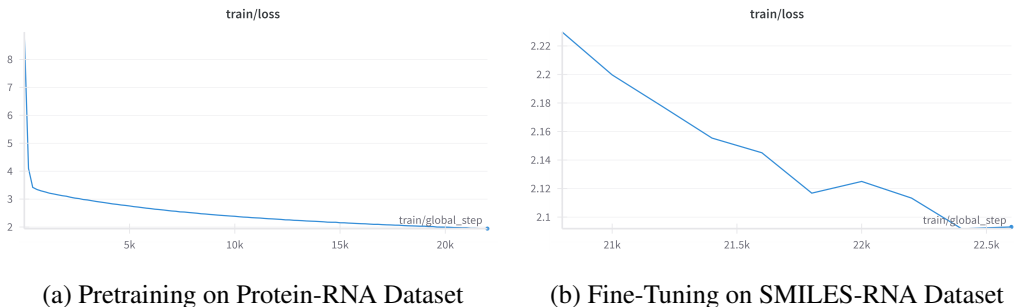 train/loss
8
7
6
5
4
3
2
5k 10k 15k 20k
train/global_step
(a) Pretraining on Protein-RNA Dataset
train/loss
2.22
2.2
2.18
2.16
2.14
2.12
2.1
21k 21.5k 22k 22.5k
train/global_step
(b) Fine-Tuning on SMILES-RNA Dataset